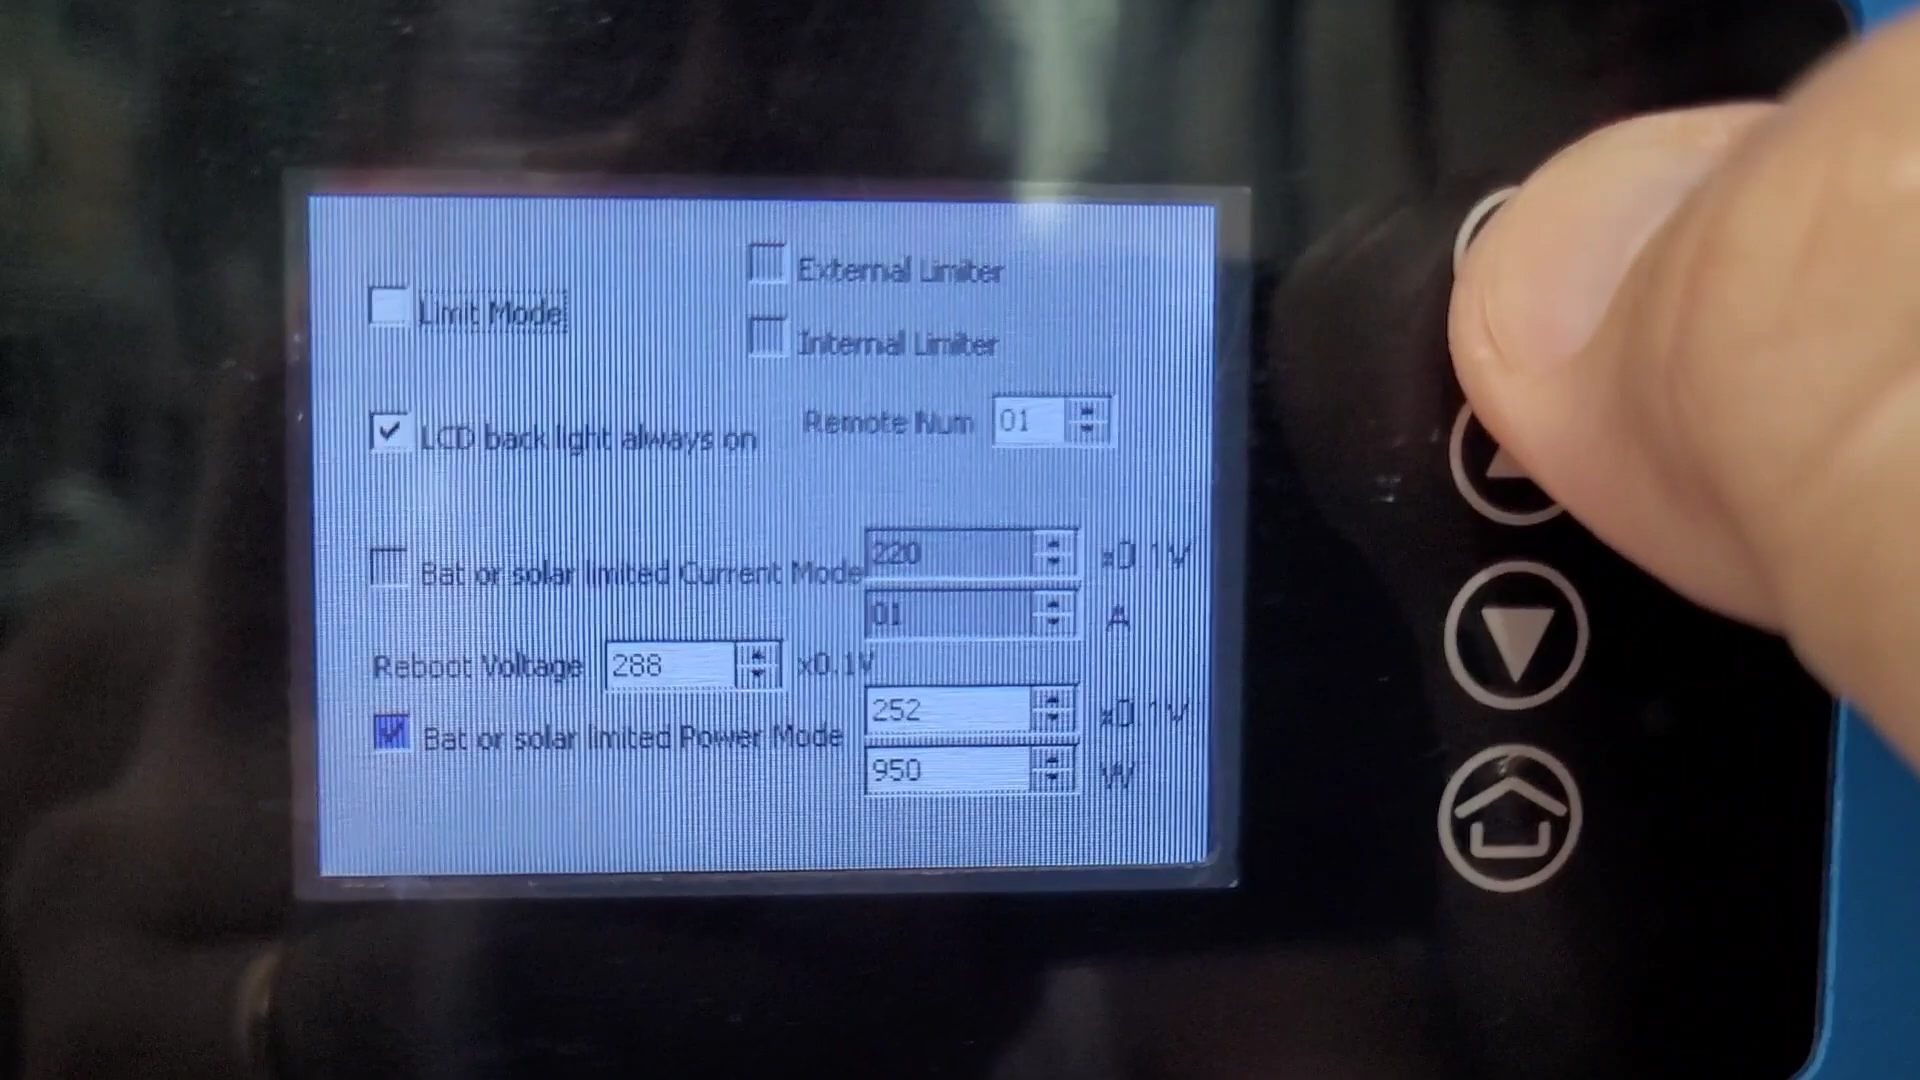 External Limiter
Limit Mode
Internal Limiter
Remote Num 01
LCD back light always on
220 x0.1V
Bat or solar limited Current Mode
01 A
Reboot Voltage 288 x0.1V
252 x0.1V
Bat or solar limited Power Mode
950 W